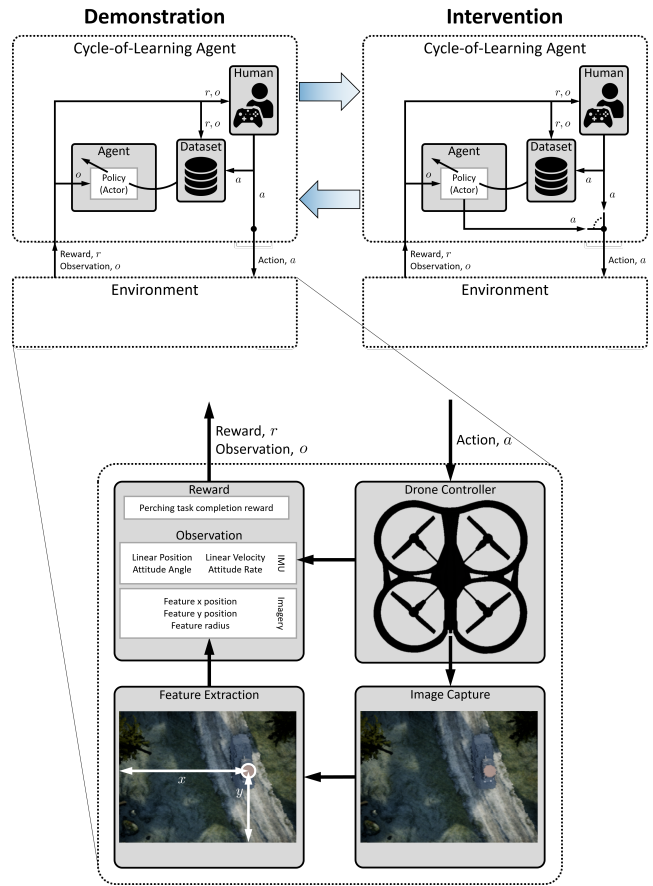 Demonstration
Intervention
Cycle-of-Learning Agent
Human
r, o
r, o
Agent
Dataset
o
Policy
(Actor)
a
a
Reward, r
Observation, o
Action, a
Environment
Cycle-of-Learning Agent
Human
r, o
r, o
Agent
Dataset
o
Policy
(Actor)
a
a
a
Reward, r
Observation, o
Action, a
Environment
Reward, r
Observation, o
Action, a
Reward
Perching task completion reward
Observation
Linear Position Linear Velocity
Attitude Angle Attitude Rate
IMU
Feature x position
Feature y position
Feature radius
Imagery
Drone Controller
Feature Extraction
x
y
Image Capture